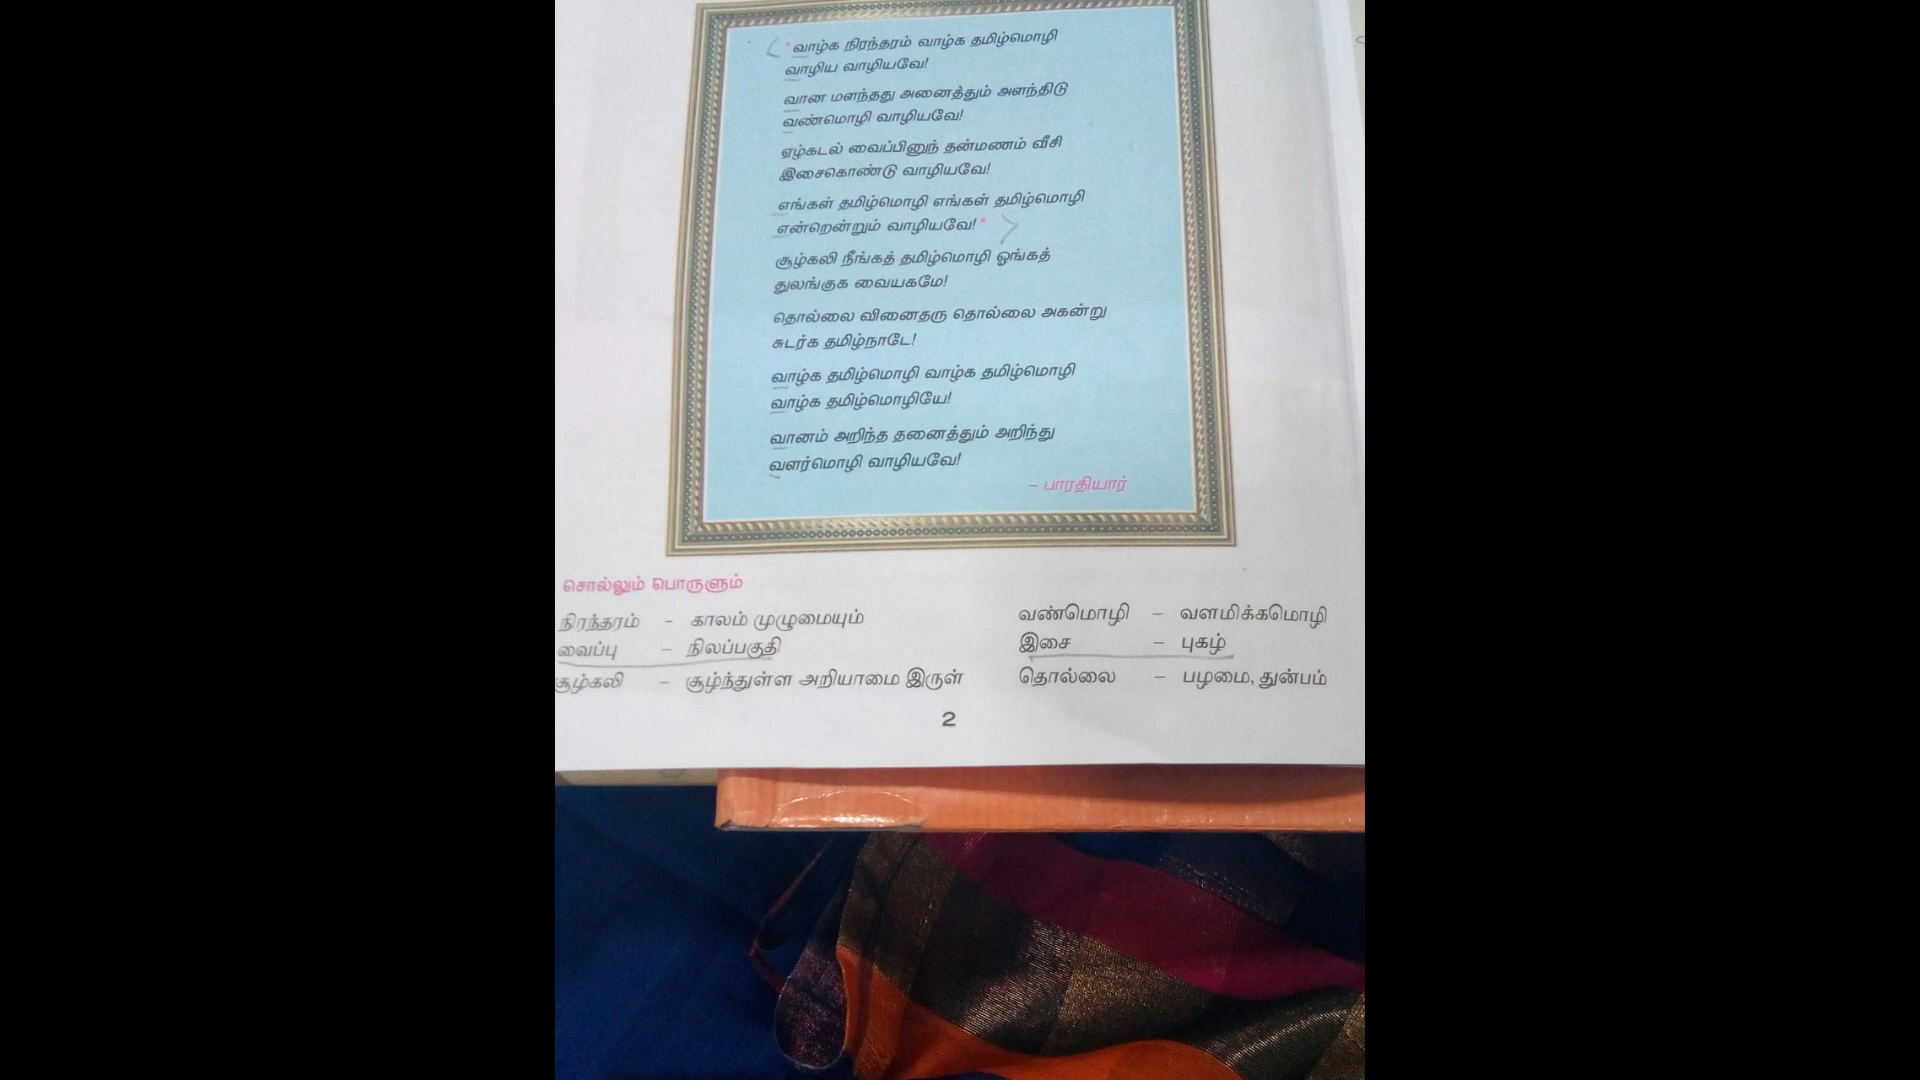 *வாழ்க நிரந்தரம் வாழ்க தமிழ்மொழி
வாழிய வாழியவே!
வான மளந்தது அனைத்தும் அளந்திடு
வண்மொழி வாழியவே!
ஏழ்கடல் வைப்பினுந் தன்மணம் வீசி
இசைகொண்டு வாழியவே!
எங்கள் தமிழ்மொழி எங்கள் தமிழ்மொழி
என்றென்றும் வாழியவே!*
சூழ்கலி நீங்கத் தமிழ்மொழி ஓங்கத்
துலங்குக வையகமே!
தொல்லை வினைதரு தொல்லை அகன்று
சுடர்க தமிழ்நாடே!
வாழ்க தமிழ்மொழி வாழ்க தமிழ்மொழி
வாழ்க தமிழ்மொழியே!
வானம் அறிந்த தனைத்தும் அறிந்து
வளர்மொழி வாழியவே!
– பாரதியார்
சொல்லும் பொருளும்
நிரந்தரம் – காலம் முழுமையும்
வைப்பு – நிலப்பகுதி
சூழ்கலி – சூழ்ந்துள்ள அறியாமை இருள்
வண்மொழி – வளமிக்கமொழி
இசை – புகழ்
தொல்லை – பழமை, துன்பம்
2